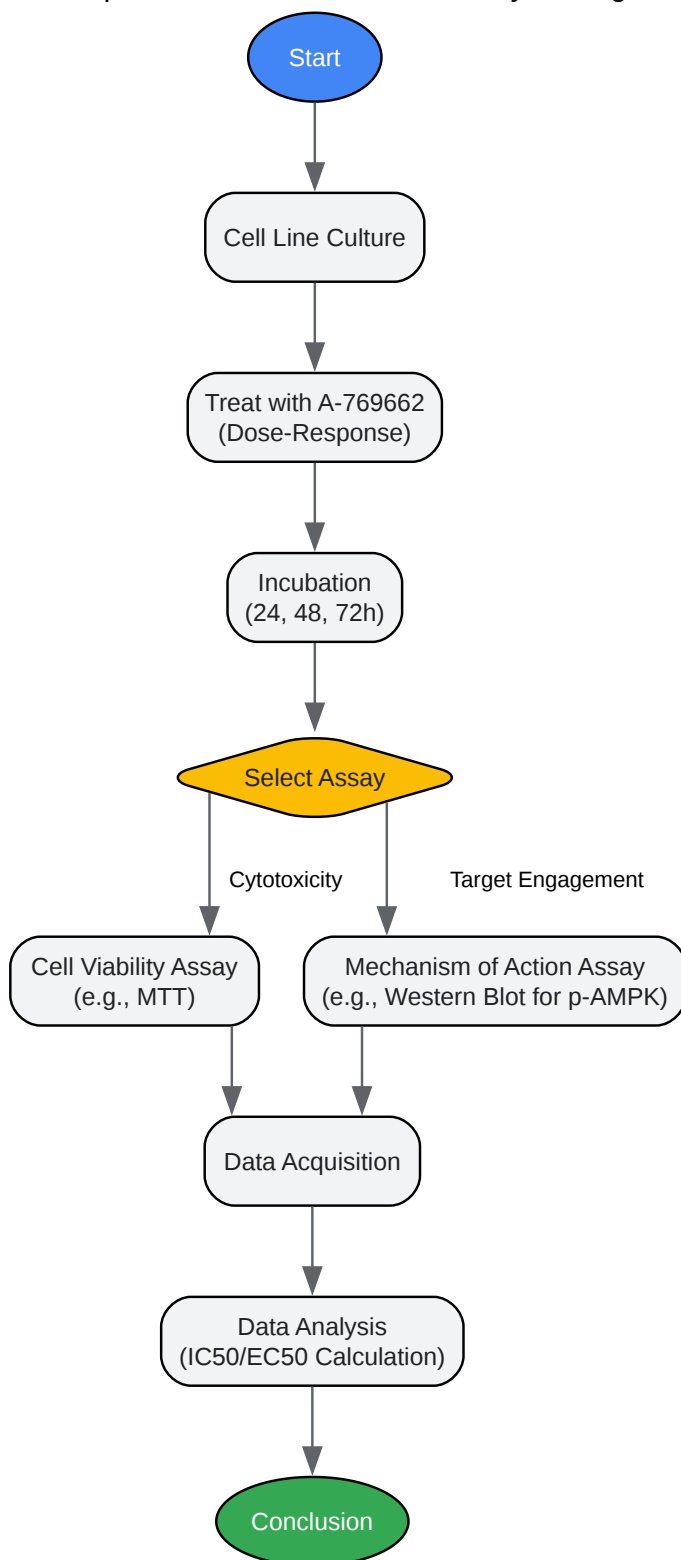 Start
Cell Line Culture
Treat with A-769662
(Dose-Response)
Incubation
(24, 48, 72h)
Select Assay
Cytotoxicity
Target Engagement
Cell Viability Assay
(e.g., MTT)
Mechanism of Action Assay
(e.g., Western Blot for p-AMPK)
Data Acquisition
Data Analysis
(IC50/EC50 Calculation)
Conclusion